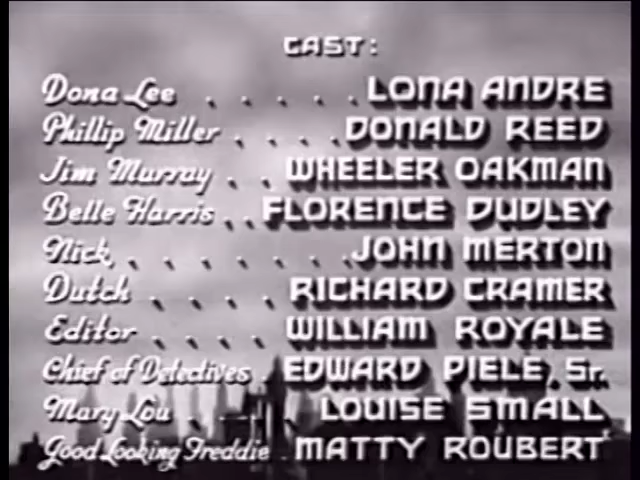 CAST:
Dona Lee . . . . . LONA ANDRE
Phillip Miller . . . . DONALD REED
Jim Murray . . WHEELER OAKMAN
Belle Harris . . FLORENCE DUDLEY
Nick . . . . . . . JOHN MERTON
Dutch . . . . RICHARD CRAMER
Editor . . . . WILLIAM ROYALE
Chief of Detectives . EDWARD PIELE, Sr.
Mary Lou . . . . LOUISE SMALL
Good Looking Freddie . MATTY ROUBERT